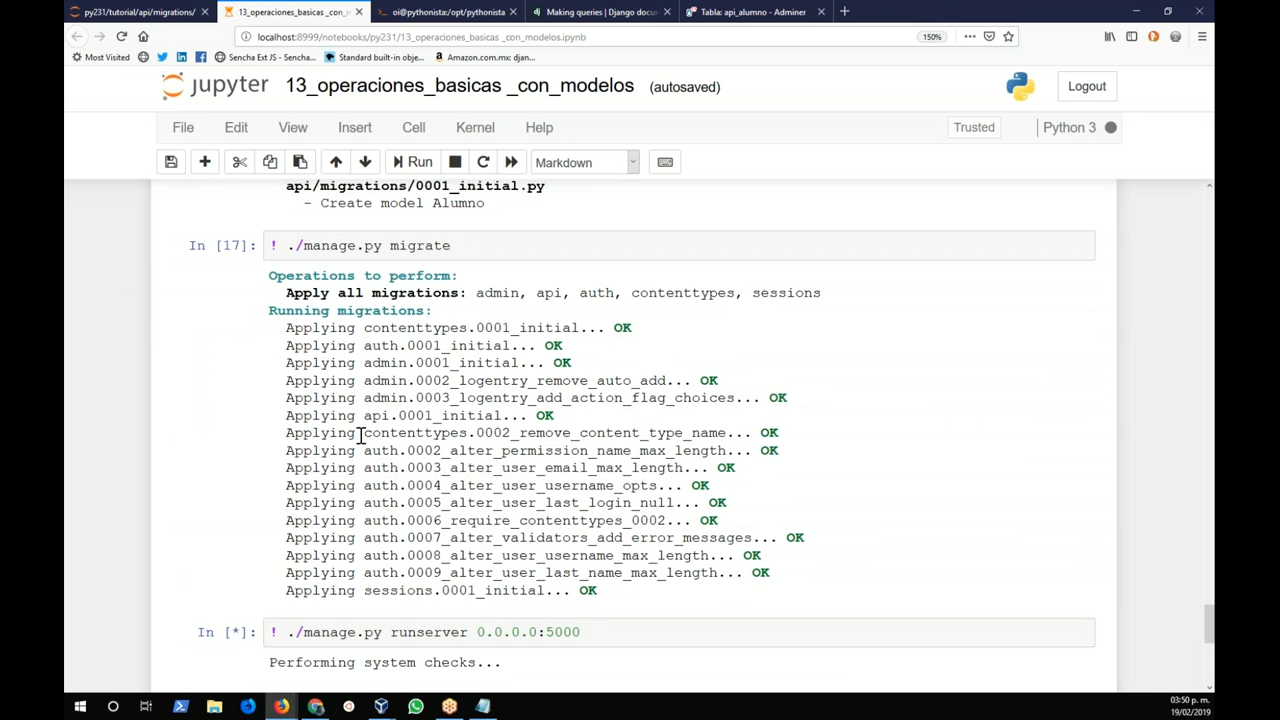 py231/tutorial/api/migrations/
13_operaciones_basicas _con_m
oi@pythonista:/opt/pythonista
Making queries | Django docu
Tabla: api_alumno - Adminer
localhost:8999/notebooks/py231/13_operaciones_basicas _con_modelos.ipynb
150%
Most Visited
Sencha Ext JS - Senchac
Standard built-in obje...
Amazon.com.mx: djan...
jupyter
13_operaciones_basicas _con_modelos
(autosaved)
Logout
File
Edit
View
Insert
Cell
Kernel
Help
Trusted
Python 3
Run
Markdown
api/migrations/0001_initial.py
- Create model Alumno
In [17]: ! ./manage.py migrate
Operations to perform:
Apply all migrations: admin, api, auth, contenttypes, sessions
Running migrations:
Applying contenttypes.0001_initial... OK
Applying auth.0001_initial... OK
Applying admin.0001_initial... OK
Applying admin.0002_logentry_remove_auto_add... OK
Applying admin.0003_logentry_add_action_flag_choices... OK
Applying api.0001_initial... OK
Applying contenttypes.0002_remove_content_type_name... OK
Applying auth.0002_alter_permission_name_max_length... OK
Applying auth.0003_alter_user_email_max_length... OK
Applying auth.0004_alter_user_username_opts... OK
Applying auth.0005_alter_user_last_login_null... OK
Applying auth.0006_require_contenttypes_0002... OK
Applying auth.0007_alter_validators_add_error_messages... OK
Applying auth.0008_alter_user_username_max_length... OK
Applying auth.0009_alter_user_last_name_max_length... OK
Applying sessions.0001_initial... OK
In [*]: ! ./manage.py runserver 0.0.0.0:5000
Performing system checks...
03:50 p. m.
19/02/2019